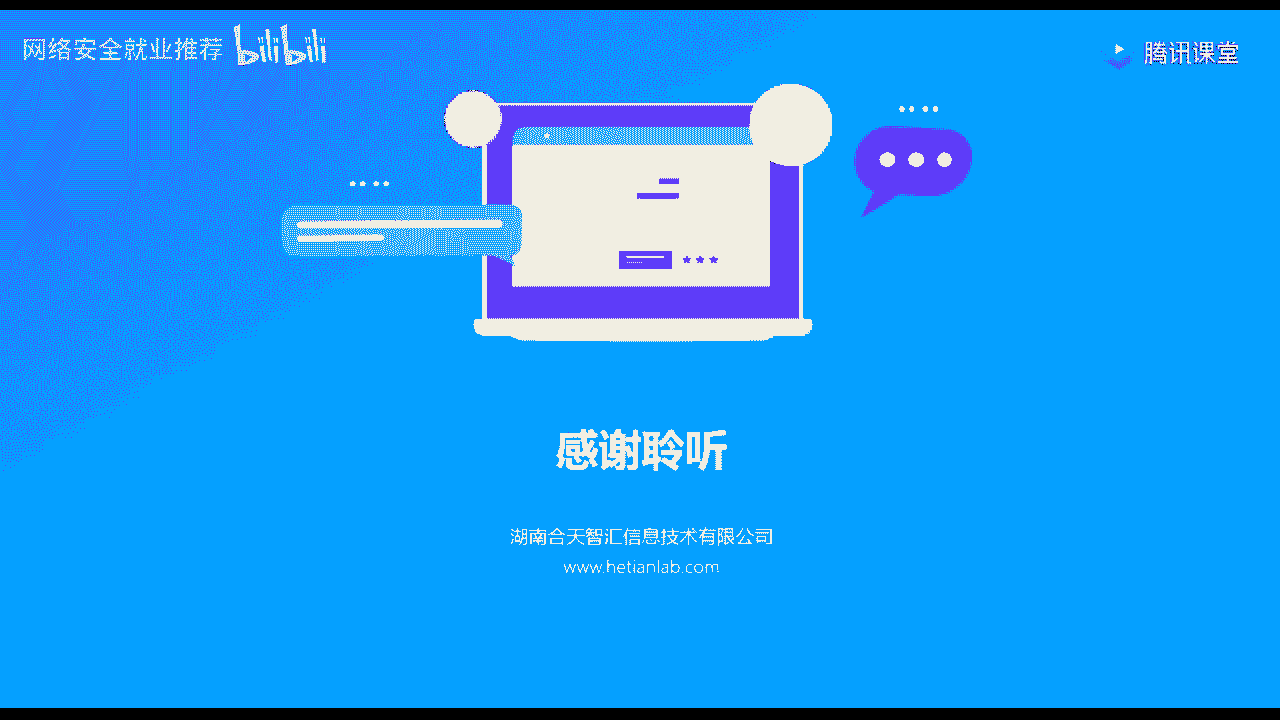 网络安全就业推荐 bilibili
腾讯课堂
感谢聆听
湖南合天智汇信息技术有限公司
www.hetianlab.com